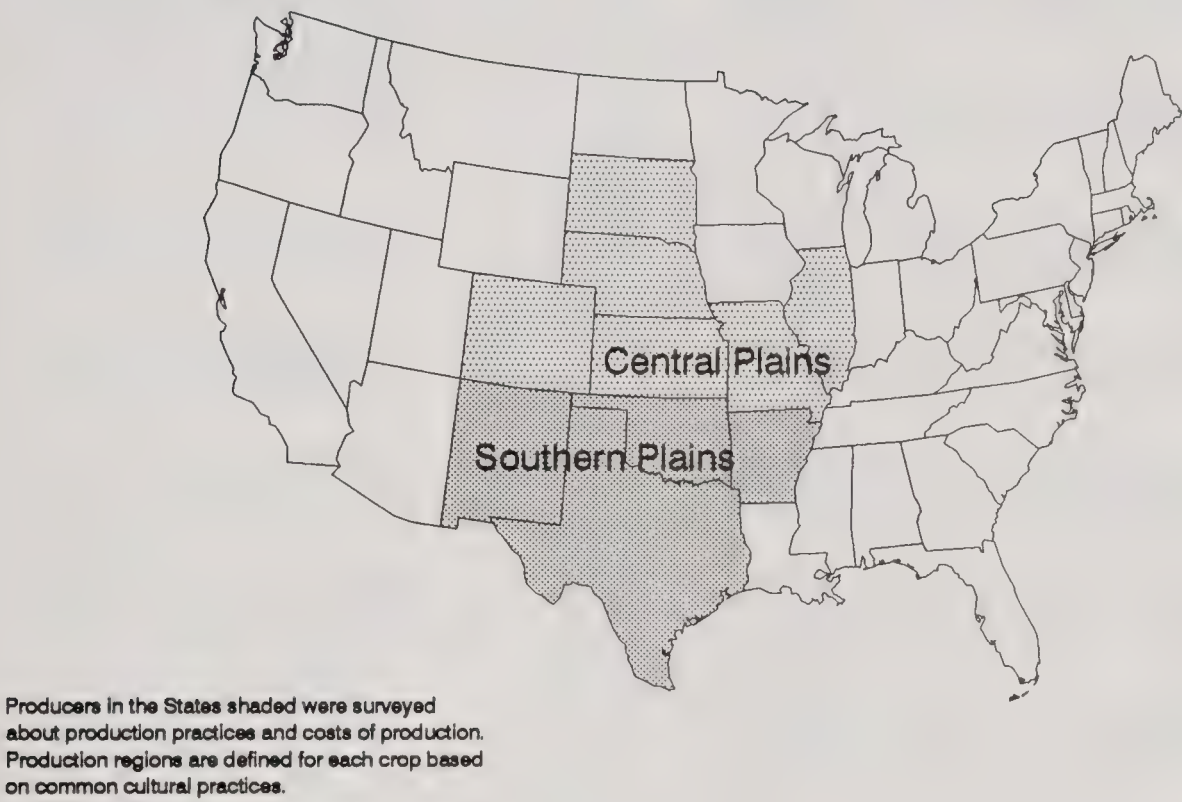 Central Plains
Southern Plains
Producers in the States shaded were surveyed
about production practices and costs of production.
Production regions are defined for each crop based
on common cultural practices.